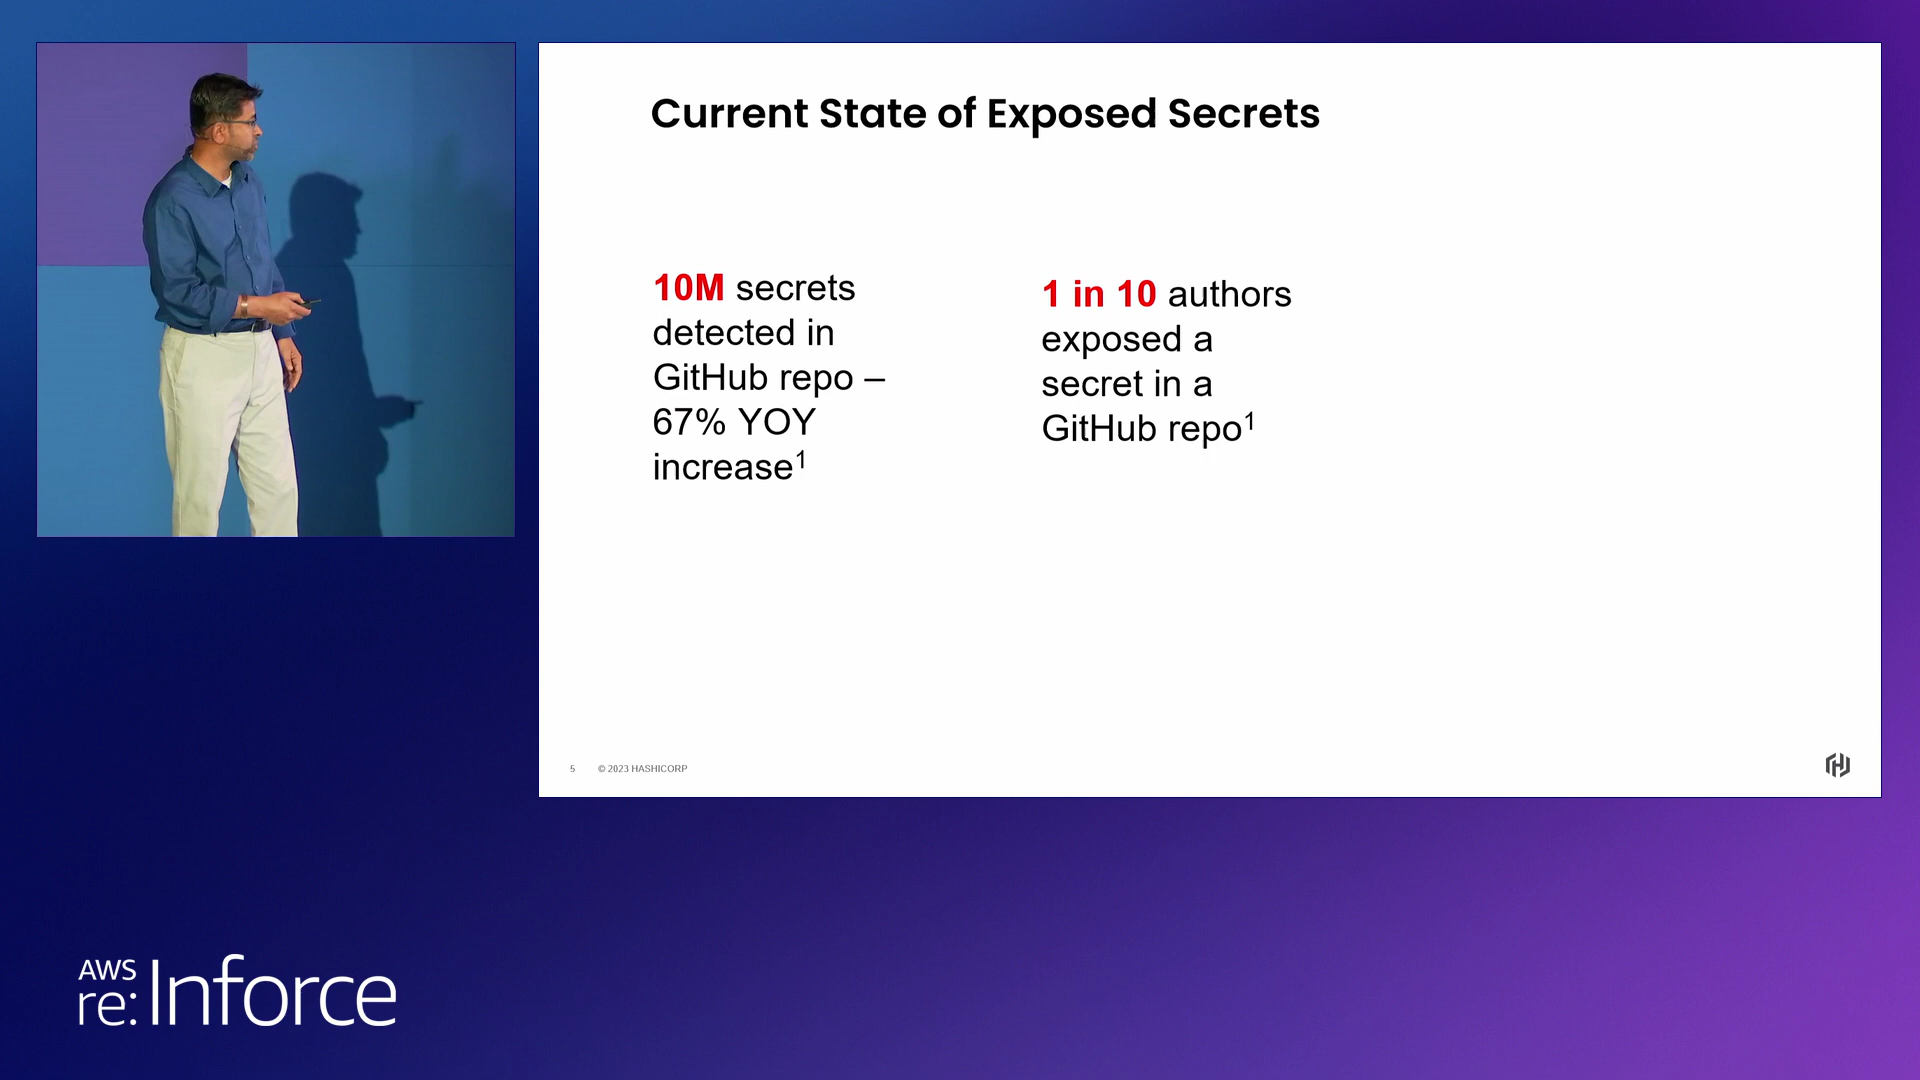 Current State of Exposed Secrets
10M secrets
detected in
GitHub repo –
67% YOY
increase¹
1 in 10 authors
exposed a
secret in a
GitHub repo¹
5 © 2023 HASHICORP
AWS
re:Inforce